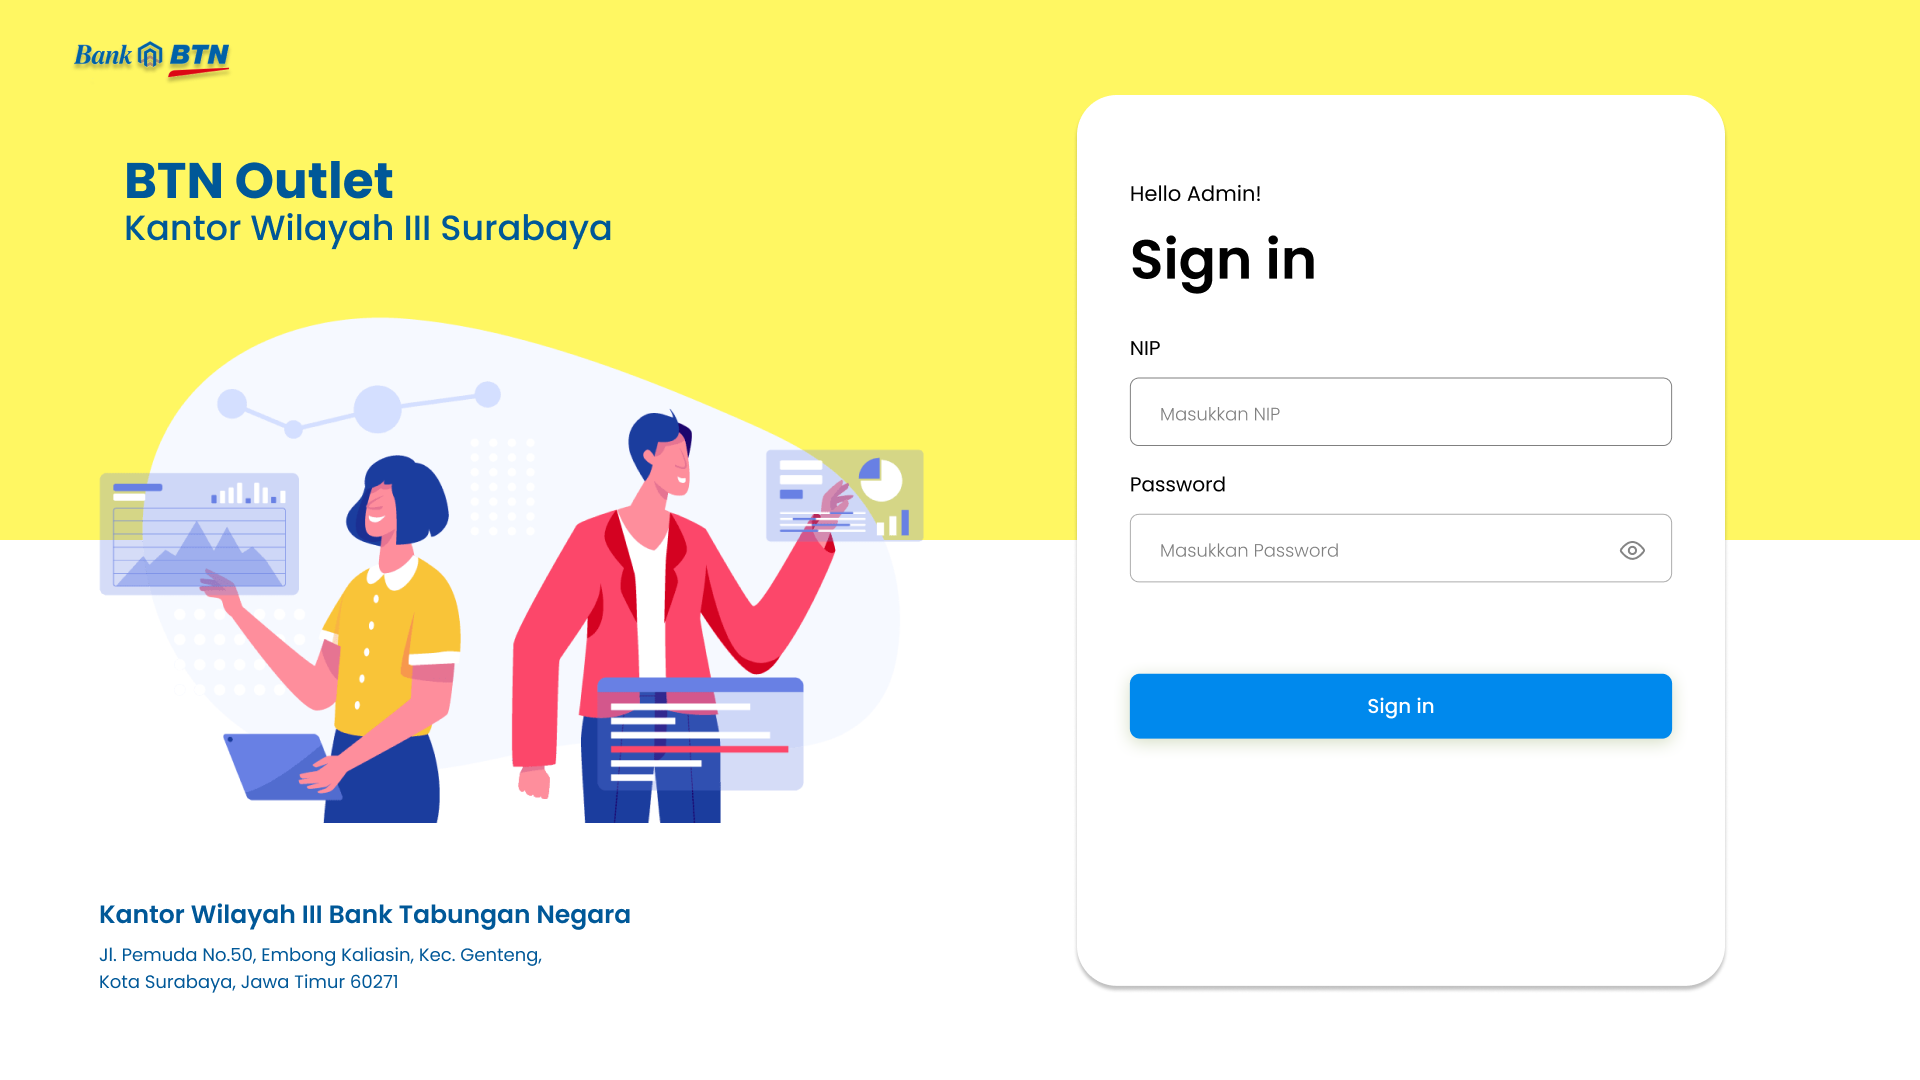 Bank BTN
BTN Outlet
Kantor Wilayah III Surabaya
Hello Admin!
Sign in
NIP
Masukkan NIP
Password
Masukkan Password
Sign in
Kantor Wilayah III Bank Tabungan Negara
Jl. Pemuda No.50, Embong Kaliasin, Kec. Genteng,
Kota Surabaya, Jawa Timur 60271